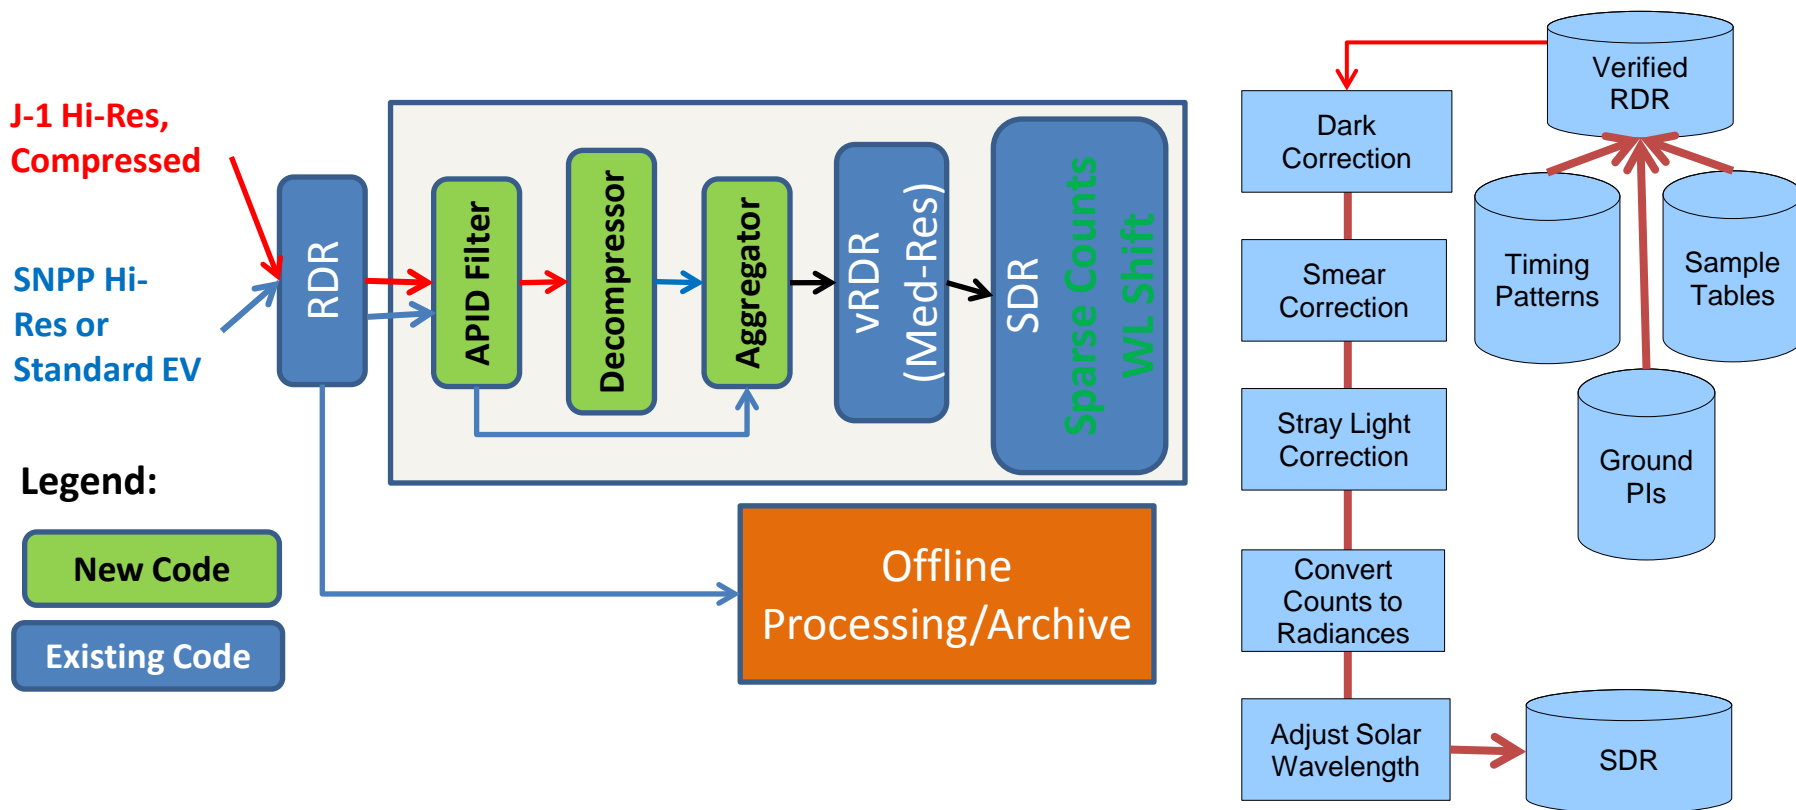 J-1 Hi-Res,
Compressed
SNPP Hi-
Res or
Standard EV
RDR
APID Filter
Decompressor
Aggregator
vRDR
(Med-Res)
SDR
Sparse Counts
WL Shift
Legend:
New Code
Existing Code
Offline
Processing/Archive
Verified
RDR
Dark
Correction
Timing
Patterns
Sample
Tables
Smear
Correction
Stray Light
Correction
Ground
PIs
Convert
Counts to
Radiances
Adjust Solar
Wavelength
SDR